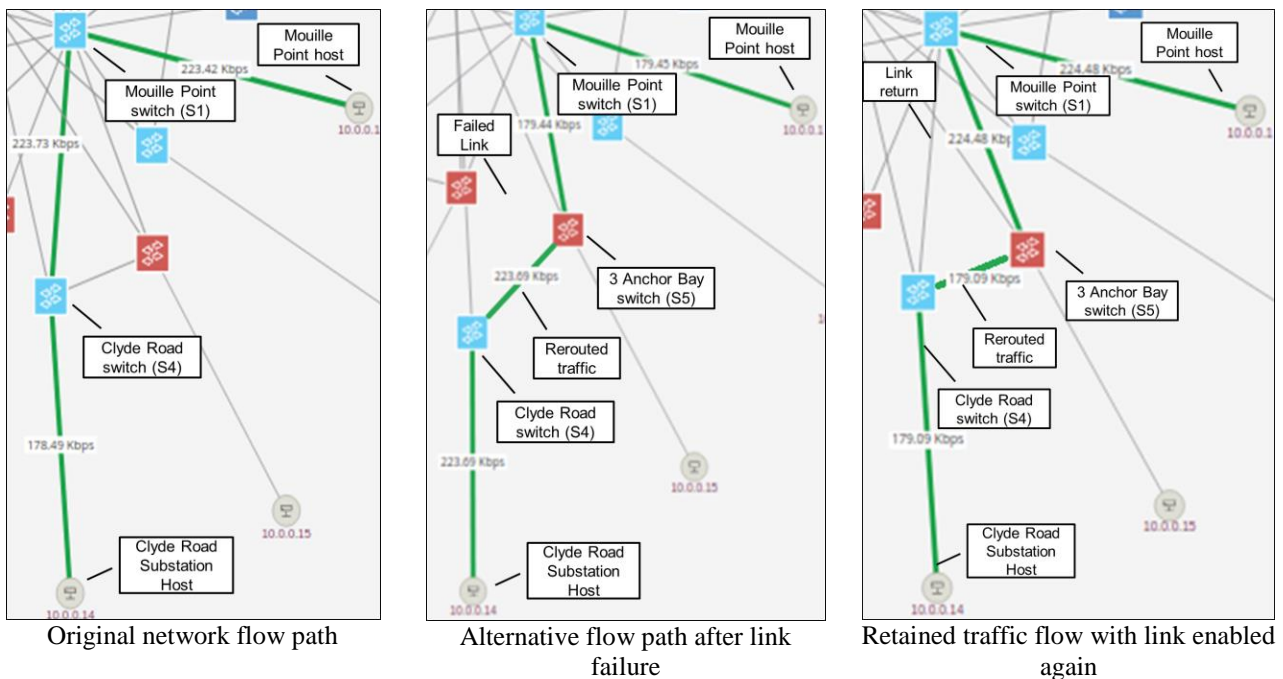 Mouille
Point host
223.42 Kbps
Mouille Point
switch (S1)
10.0.0.1
223.73 Kbps
Clyde Road
switch (S4)
178.49 Kbps
10.0.0.15
Clyde Road
Substation
Host
10.0.0.14
Original network flow path
Mouille
Point host
179.45 Kbps
Mouille Point
switch (S1)
10.0.0.1
Failed
Link
179.44 Kbps
3 Anchor Bay
switch (S5)
223.69 Kbps
Rerouted
traffic
Clyde Road
switch (S4)
223.69 Kbps
10.0.0.15
Clyde Road
Substation
Host
10.0.0.14
Alternative flow path after link
failure
Mouille
Point host
Link
return
224.48 Kbps
Mouille Point
switch (S1)
10.0.0.1
224.48 Kbp
179.09 Kbps
3 Anchor Bay
switch (S5)
Rerouted
traffic
Clyde Road
switch (S4)
179.09 Kbps
10.0.0.15
Clyde Road
Substation
Host
10.0.0.14
Retained traffic flow with link enabled
again